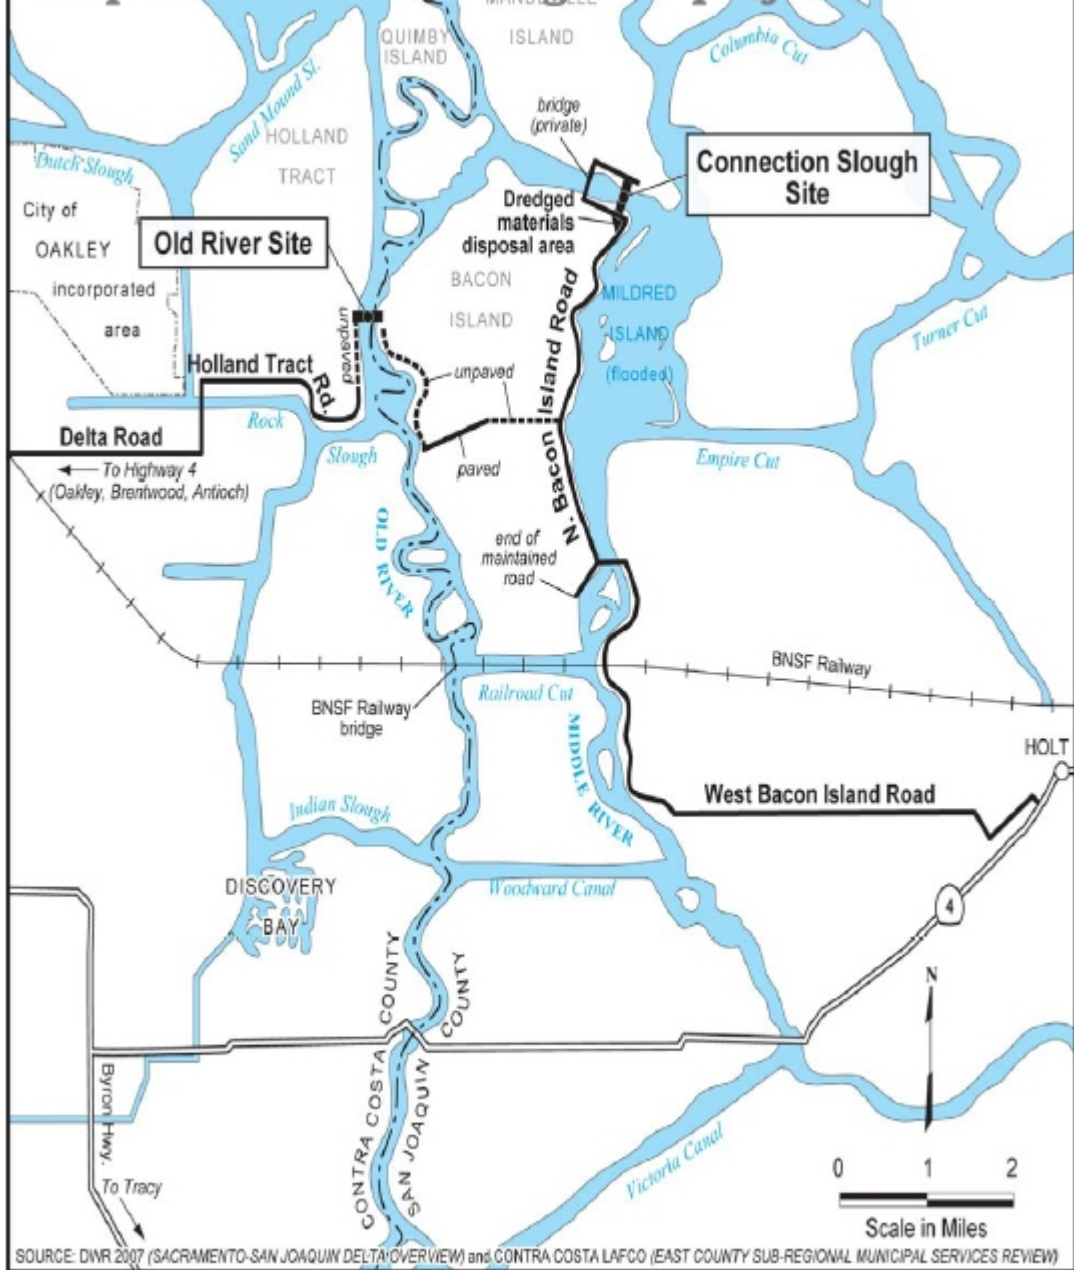 QUIMBY
ISLAND
ISLAND
Columbia Cut
Sand Mound Sl.
HOLLAND
TRACT
bridge
(private)
Connection Slough
Site
Dutch Slough
City of
OAKLEY
incorporated
area
Old River Site
Dredged
materials
disposal area
BACON
ISLAND
MILDRED
ISLAND
(flooded)
Turner Cut
unpaved
Holland Tract
Rd.
unpaved
N. Bacon Island Road
Rock
Slough
Delta Road
To Highway 4
(Oakley, Brentwood, Antioch)
paved
Empire Cut
OLD RIVER
end of
maintained
road
BNSF Railway
Railroad Cut
BNSF Railway
bridge
MIDDLE RIVER
HOLT
West Bacon Island Road
Indian Slough
Woodward Canal
DISCOVERY
BAY
4
CONTRA COSTA COUNTY
SAN JOAQUIN COUNTY
N
Byron Hwy.
To Tracy
Victoria Canal
0 1 2
Scale in Miles
SOURCE: DWR 2007 (SACRAMENTO-SAN JOAQUIN DELTA OVERVIEW) and CONTRA COSTA LAFCO (EAST COUNTY SUB-REGIONAL MUNICIPAL SERVICES REVIEW)